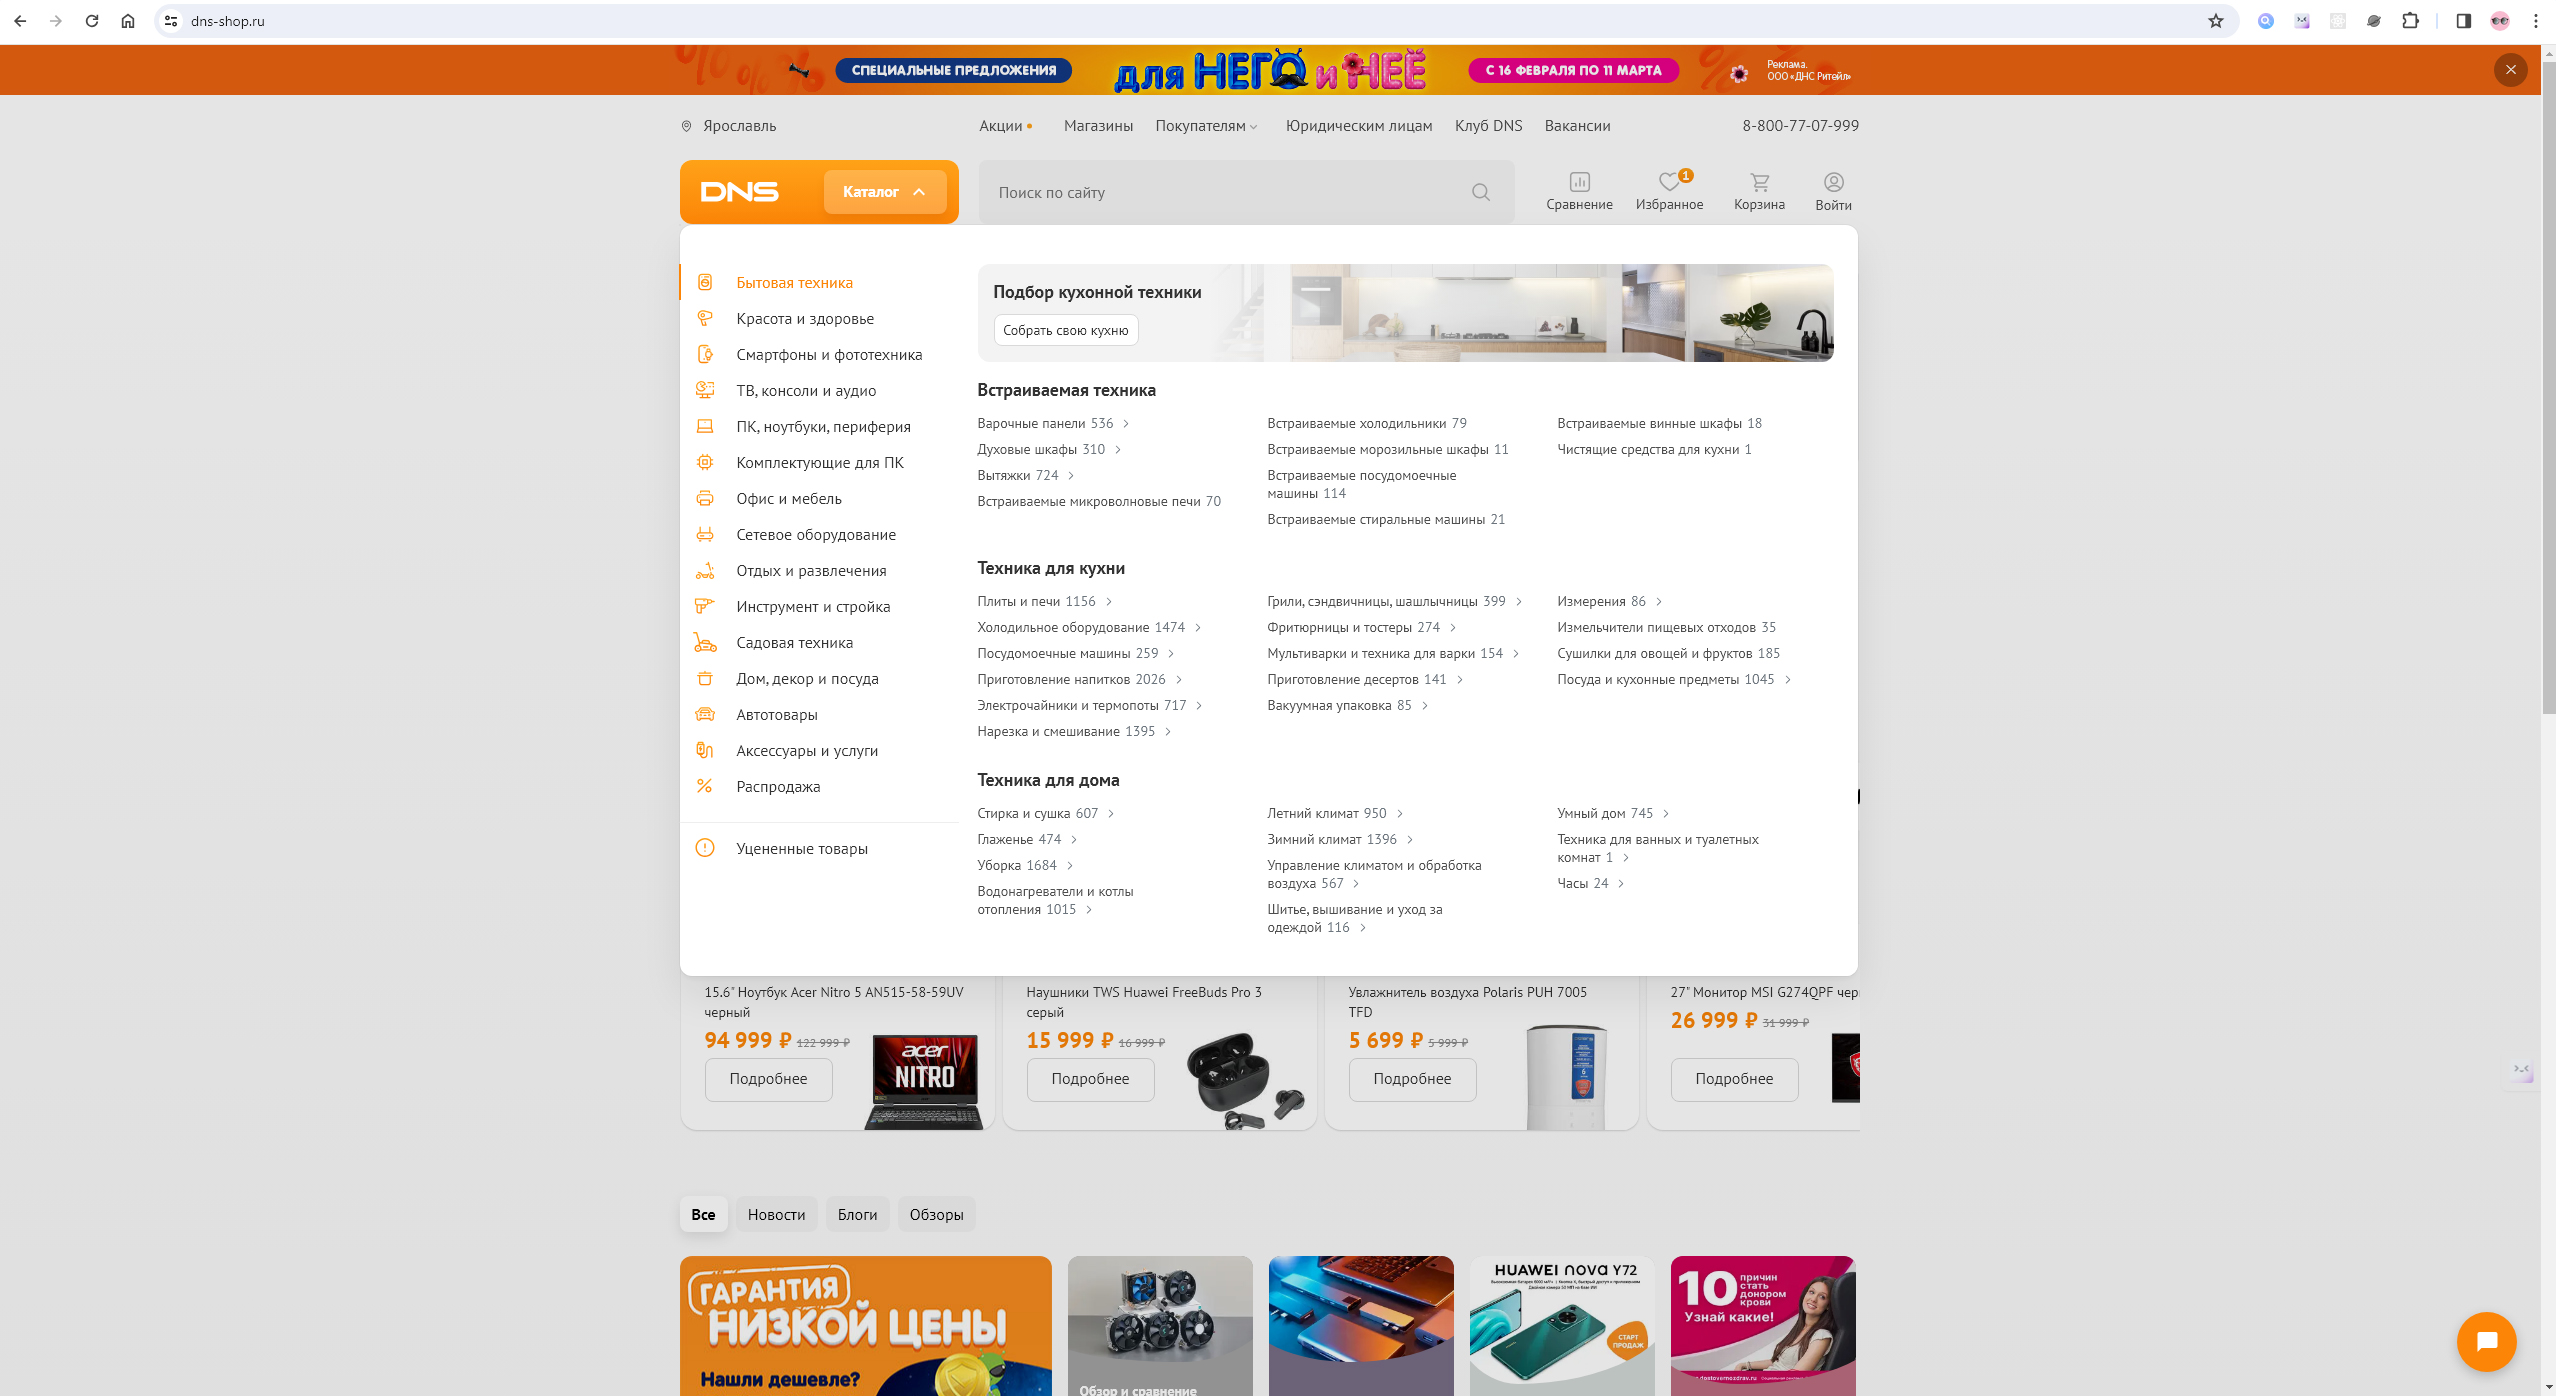 dns-shop.ru
СПЕЦИАЛЬНЫЕ ПРЕДЛОЖЕНИЯ
для НЕГО и НЕЁ
С 16 ФЕВРАЛЯ ПО 11 МАРТА
Реклама.
ООО «ДНС Ритейл»
Ярославль
Акции
Магазины
Покупателям
Юридическим лицам
Клуб DNS
Вакансии
8-800-77-07-999
DNS
Каталог
Поиск по сайту
Сравнение
1
Избранное
Корзина
Войти
Бытовая техника
Красота и здоровье
Смартфоны и фототехника
ТВ, консоли и аудио
ПК, ноутбуки, периферия
Комплектующие для ПК
Офис и мебель
Сетевое оборудование
Отдых и развлечения
Инструмент и стройка
Садовая техника
Дом, декор и посуда
Автотовары
Аксессуары и услуги
Распродажа
Уцененные товары
Подбор кухонной техники
Собрать свою кухню
Встраиваемая техника
Варочные панели 536
Духовые шкафы 310
Вытяжки 724
Встраиваемые микроволновые печи 70
Встраиваемые холодильники 79
Встраиваемые морозильные шкафы 11
Встраиваемые посудомоечные
машины 114
Встраиваемые стиральные машины 21
Встраиваемые винные шкафы 18
Чистящие средства для кухни 1
Техника для кухни
Плиты и печи 1156
Холодильное оборудование 1474
Посудомоечные машины 259
Приготовление напитков 2026
Электрочайники и термопоты 717
Нарезка и смешивание 1395
Грили, сэндвичницы, шашлычницы 399
Фритюрницы и тостеры 274
Мультиварки и техника для варки 154
Приготовление десертов 141
Вакуумная упаковка 85
Измерения 86
Измельчители пищевых отходов 35
Сушилки для овощей и фруктов 185
Посуда и кухонные предметы 1045
Техника для дома
Стирка и сушка 607
Глаженье 474
Уборка 1684
Водонагреватели и котлы
отопления 1015
Летний климат 950
Зимний климат 1396
Управление климатом и обработка
воздуха 567
Шитье, вышивание и уход за
одеждой 116
Умный дом 745
Техника для ванных и туалетных
комнат 1
Часы 24
15.6" Ноутбук Acer Nitro 5 AN515-58-59UV
черный
94 999 ₽ 122 999 ₽
Подробнее
acer
NITRO
Наушники TWS Huawei FreeBuds Pro 3
серый
15 999 ₽ 16 999 ₽
Подробнее
Увлажнитель воздуха Polaris PUH 7005
TFD
5 699 ₽ 5 999 ₽
Подробнее
27" Монитор MSI G274QPF чер
26 999 ₽ 31 999 ₽
Подробнее
Все
Новости
Блоги
Обзоры
ГАРАНТИЯ
НИЗКОЙ ЦЕНЫ
Нашли дешевле?
Обзор и сравнение
HUAWEI nova Y72
СТАРТ
ПРОДАЖ
10 причин
стать
донором
крови
Узнай какие!